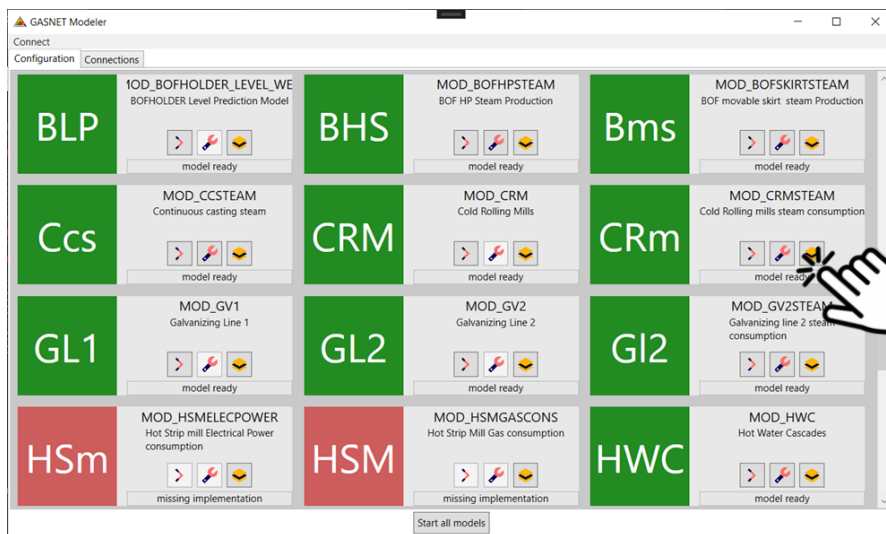 GASNET Modeler
Connect
Configuration Connections
BLP
MOD_BOFHOLDER_LEVEL_WE
BOFHOLDER Level Prediction Model
model ready
BHS
MOD_BOFHPSTEAM
BOF HP Steam Production
model ready
Bms
MOD_BOFSKIRTSTEAM
BOF movable skirt steam Production
model ready
Ccs
MOD_CCSTEAM
Continuous casting steam
model ready
CRM
MOD_CRM
Cold Rolling Mills
model ready
CRm
MOD_CRMSTEAM
Cold Rolling mills steam consumption
model ready
GL1
MOD_GV1
Galvanizing Line 1
model ready
GL2
MOD_GV2
Galvanizing Line 2
model ready
Gl2
MOD_GV2STEAM
Galvanizing line 2 steam
consumption
model ready
HSm
MOD_HSMELECPOWER
Hot Strip mill Electrical Power
consumption
missing implementation
HSM
MOD_HSMGASCONS
Hot Strip Mill Gas consumption
missing implementation
HWC
MOD_HWC
Hot Water Cascades
model ready
Start all models